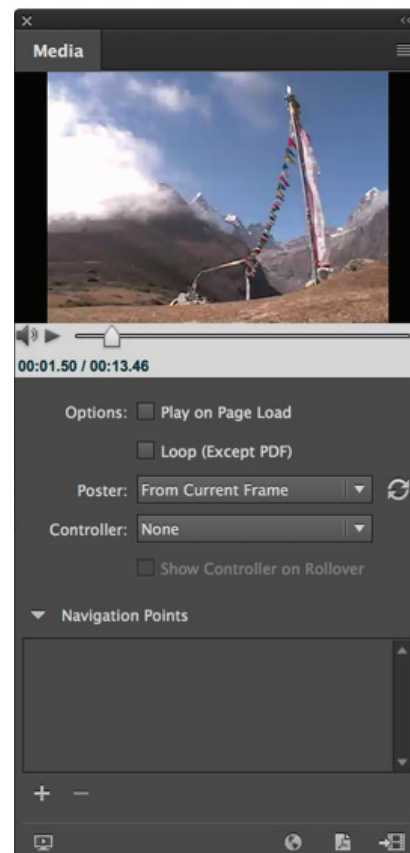 Media
00:01.50 / 00:13.46
Options: Play on Page Load
Loop (Except PDF)
Poster: From Current Frame
Controller: None
Show Controller on Rollover
Navigation Points